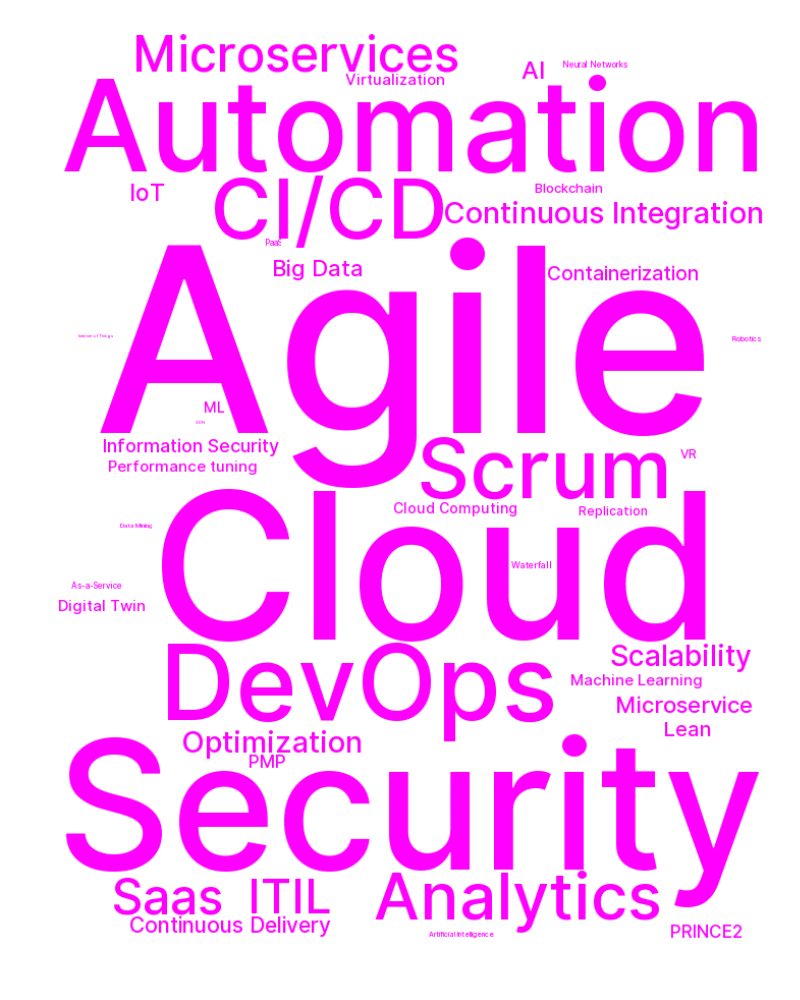 Microservices
AI
Neural Networks
Virtualization
Automation
IoT
CI/CD
Blockchain
Continuous Integration
PaaS
Big Data
Containerization
Agile
Internet of Things
Robotics
ML
Information Security
Scrum
VR
Performance tuning
Cloud Computing
Replication
Data Mining
Cloud
Waterfall
As-a-Service
Digital Twin
DevOps
Scalability
Machine Learning
Microservice
Lean
Optimization
PMP
Security
Saas
ITIL
Analytics
Continuous Delivery
PRINCE2
Artificial Intelligence